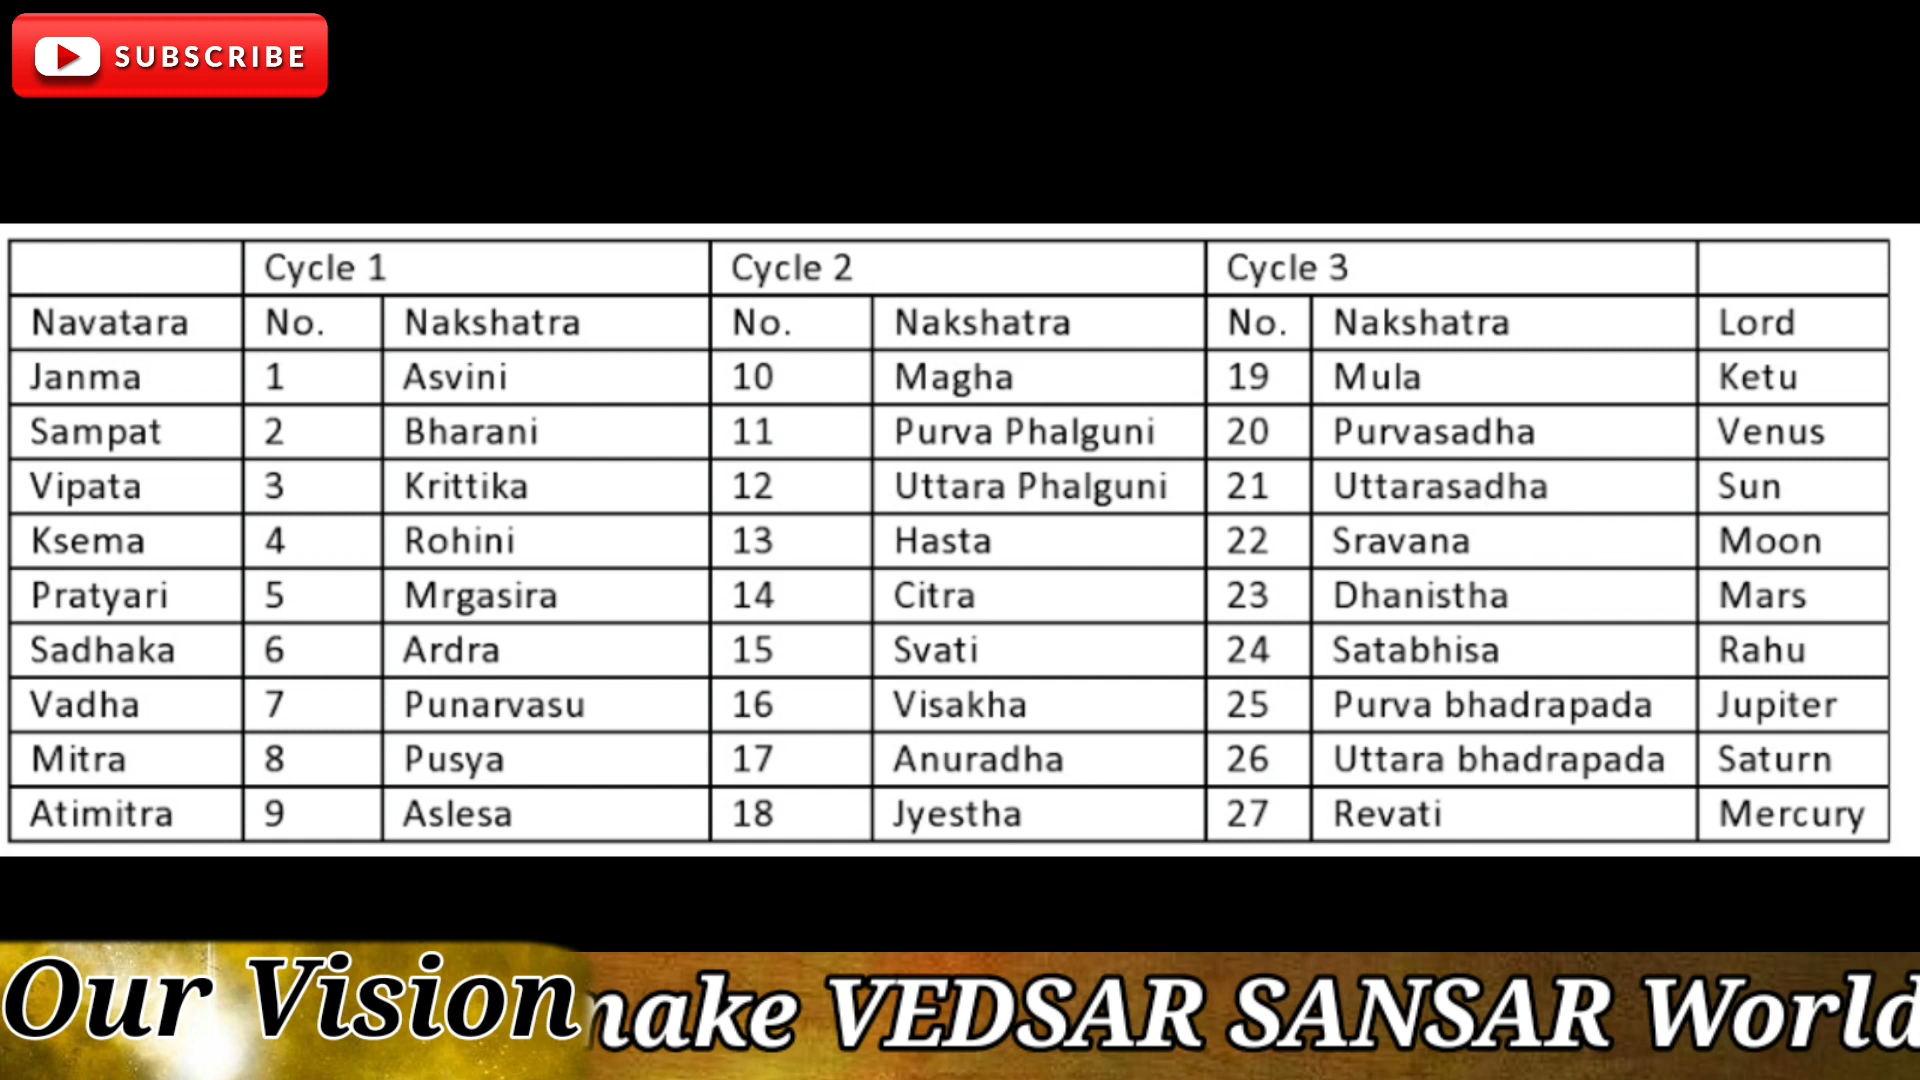 SUBSCRIBE
Cycle 1 Cycle 2 Cycle 3
Navatara No. Nakshatra No. Nakshatra No. Nakshatra Lord
Janma 1 Asvini 10 Magha 19 Mula Ketu
Sampat 2 Bharani 11 Purva Phalguni 20 Purvasadha Venus
Vipata 3 Krittika 12 Uttara Phalguni 21 Uttarasadha Sun
Ksema 4 Rohini 13 Hasta 22 Sravana Moon
Pratyari 5 Mrgasira 14 Citra 23 Dhanistha Mars
Sadhaka 6 Ardra 15 Svati 24 Satabhisa Rahu
Vadha 7 Punarvasu 16 Visakha 25 Purva bhadrapada Jupiter
Mitra 8 Pusya 17 Anuradha 26 Uttara bhadrapada Saturn
Atimitra 9 Aslesa 18 Jyestha 27 Revati Mercury
Our Vision make VEDSAR SANSAR World